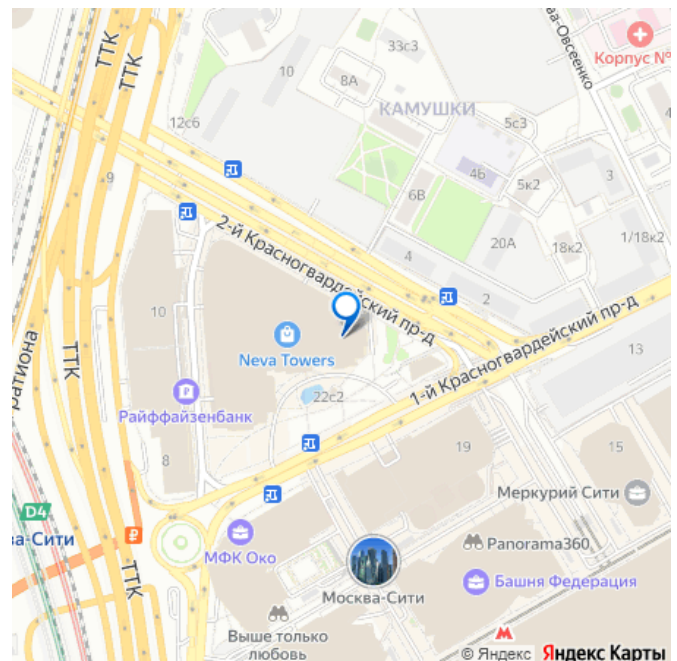 ТТК
ТТК
33с3
ва-Овсеенко
Корпус №
10
8А
КАМУШКИ
12с6
5с3
9
4Б
6В
5к2
3
2-й Красногвардейский пр-д
20А
18к2
1/18к2
4
2
10
Neva Towers
1-й Красногвардейский пр-д
13
ратиона
ТТК
Райффайзенбанк
22с2
8
19
15
Меркурий Сити
D4
ва-Сити
МФК Око
Panorama360
Башня Федерация
ТТК
Москва-Сити
Выше только
любовь
© Яндекс Яндекс Карты